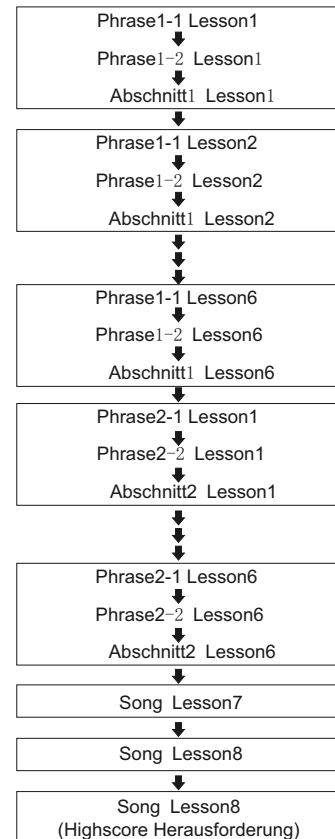 Phrase1-1 Lesson1
Phrase1-2 Lesson1
Abschnitt1 Lesson1
Phrase1-1 Lesson2
Phrase1-2 Lesson2
Abschnitt1 Lesson2
Phrase1-1 Lesson6
Phrase1-2 Lesson6
Abschnitt1 Lesson6
Phrase2-1 Lesson1
Phrase2-2 Lesson1
Abschnitt2 Lesson1
Phrase2-1 Lesson6
Phrase2-2 Lesson6
Abschnitt2 Lesson6
Song Lesson7
Song Lesson8
Song Lesson8
(Highscore Herausforderung)